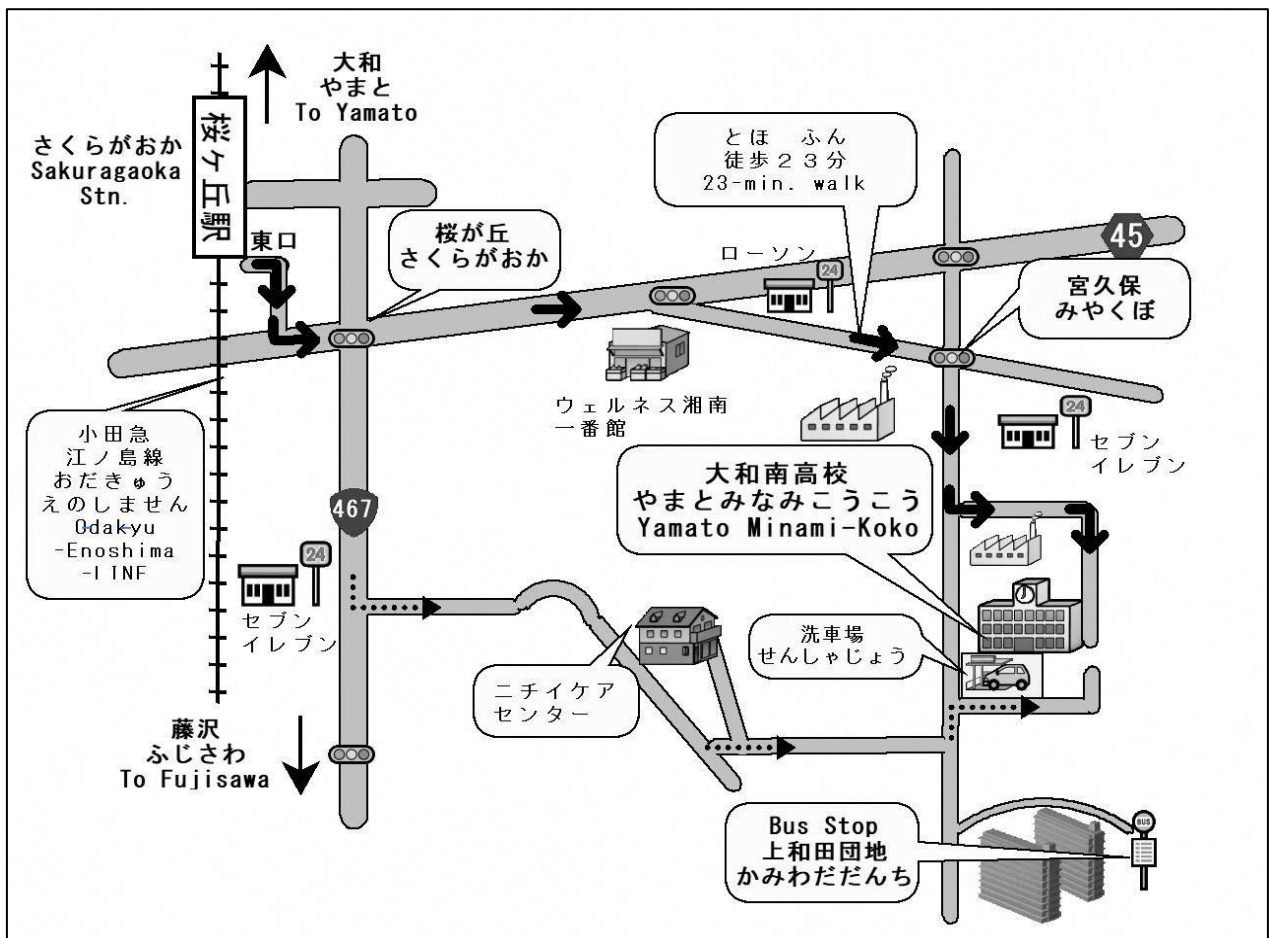 大和
やまと
To Yamato
さくらがおか
Sakuragaoka
Stn.
桜ヶ丘駅
東口
桜が丘
さくらがおか
とほ ふん
徒歩２３分
23-min. walk
ローソン
24
45
宮久保
みやくぼ
ウェルネス湘南
一番館
24
セブン
イレブン
小田急
江ノ島線
おだきゅう
えのしません
Odakyu
-Enoshima
467
24
セブン
イレブン
大和南高校
やまとみなみこうこう
Yamato Minami-Koko
洗車場
せんしゃじょう
ニチイケア
センター
藤沢
ふじさわ
To Fujisawa
Bus Stop
上和田団地
かみわだだんち
BUS